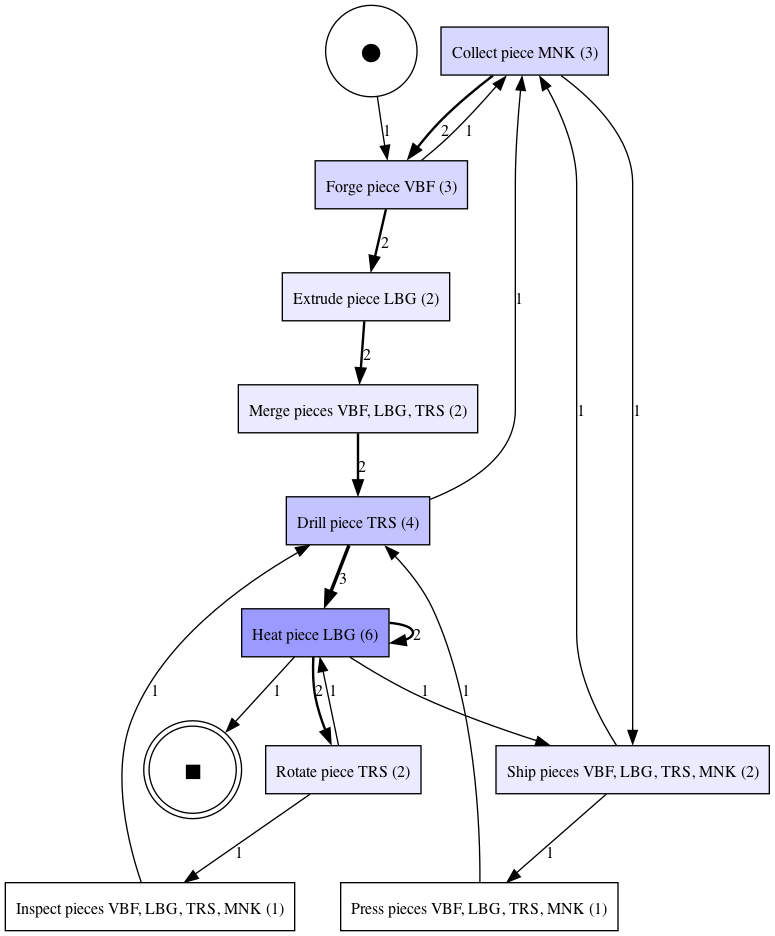 Collect piece MNK (3)
1
2
1
Forge piece VBF (3)
2
Extrude piece LBG (2)
1
2
Merge pieces VBF, LBG, TRS (2)
1
1
2
Drill piece TRS (4)
3
Heat piece LBG (6)
2
1
1
2
1
1
1
Rotate piece TRS (2)
Ship pieces VBF, LBG, TRS, MNK (2)
1
1
Inspect pieces VBF, LBG, TRS, MNK (1)
Press pieces VBF, LBG, TRS, MNK (1)